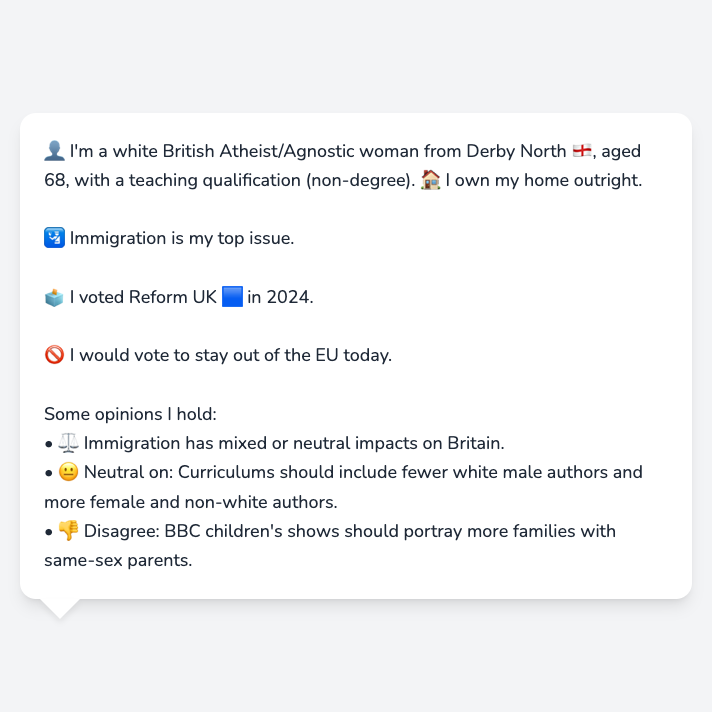 👤 I'm a white British Atheist/Agnostic woman from Derby North 🏴󠁧󠁢󠁥󠁮󠁧󠁿, aged
68, with a teaching qualification (non-degree). 🏠 I own my home outright.
🛂 Immigration is my top issue.
🗳️ I voted Reform UK 🟦 in 2024.
🚫 I would vote to stay out of the EU today.
Some opinions I hold:
• ⚖️ Immigration has mixed or neutral impacts on Britain.
• 😐 Neutral on: Curriculums should include fewer white male authors and
more female and non-white authors.
• 👎 Disagree: BBC children's shows should portray more families with
same-sex parents.